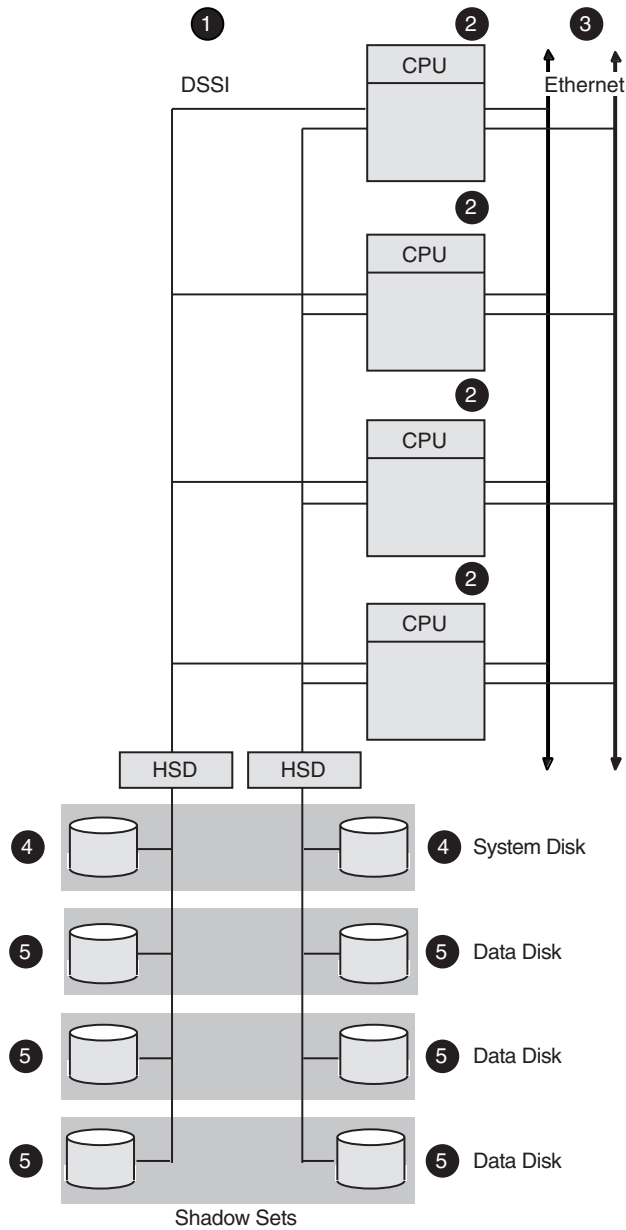 1 2 3
CPU
DSSI Ethernet
2
CPU
2
CPU
2
CPU
HSD HSD
4 4 System Disk
5 5 Data Disk
5 5 Data Disk
5 5 Data Disk
Shadow Sets